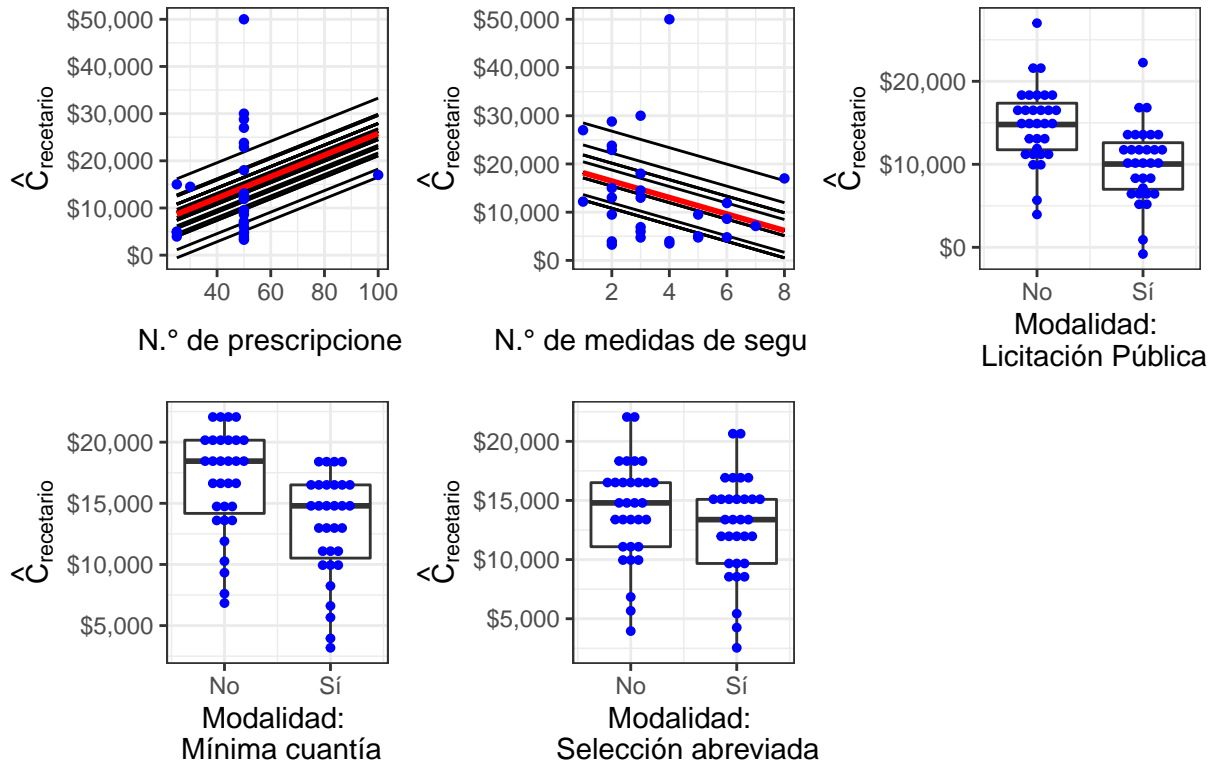 $50,000
$40,000
$30,000
$20,000
$10,000
$0
40 60 80 100
N.° de prescripcione
Ĉrecetario
$50,000
$40,000
$30,000
$20,000
$10,000
$0
2 4 6 8
N.° de medidas de segu
Ĉrecetario
$20,000
$10,000
$0
No Sí
Modalidad:
Licitación Pública
Ĉrecetario
$20,000
$15,000
$10,000
$5,000
No Sí
Modalidad:
Mínima cuantía
Ĉrecetario
$20,000
$15,000
$10,000
$5,000
No Sí
Modalidad:
Selección abreviada
Ĉrecetario